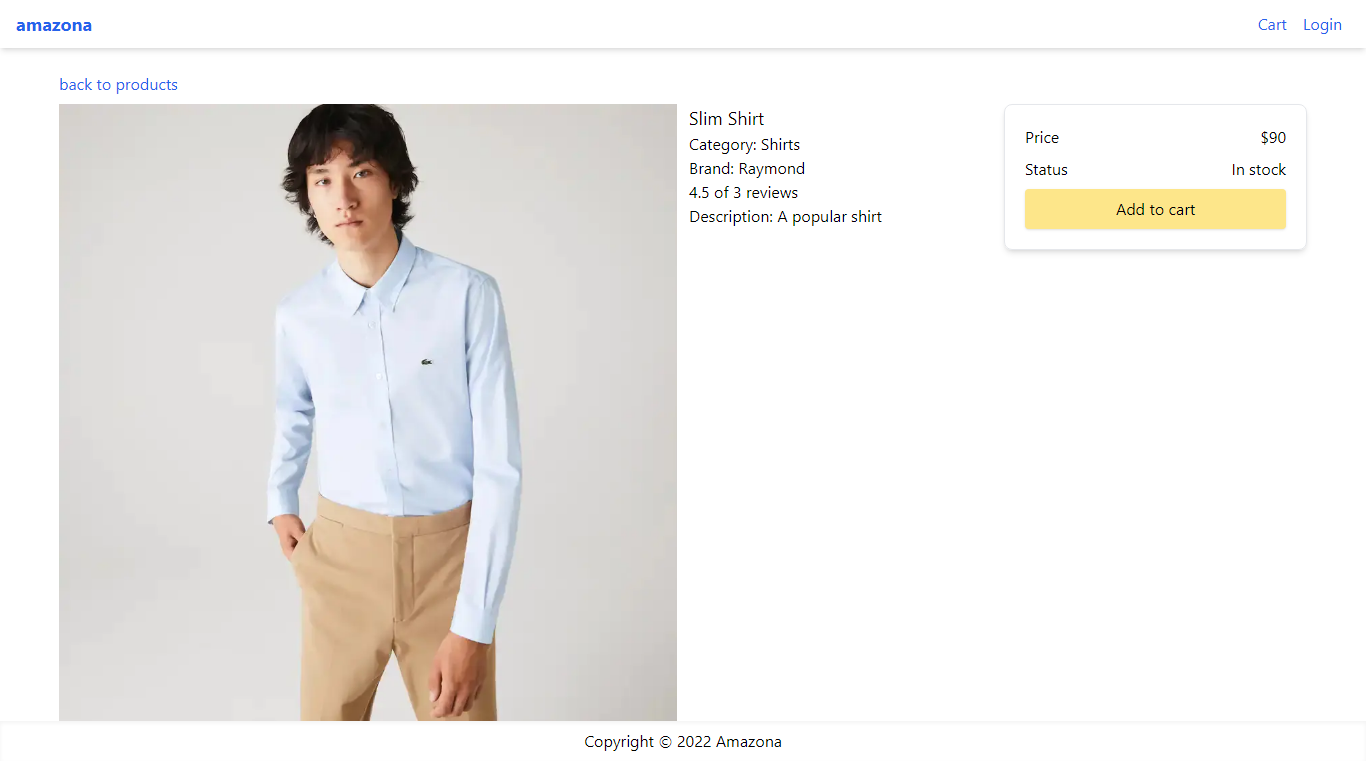 amazona
Cart Login
back to products
Slim Shirt
Category: Shirts
Brand: Raymond
4.5 of 3 reviews
Description: A popular shirt
Price $90
Status In stock
Add to cart
Copyright © 2022 Amazona